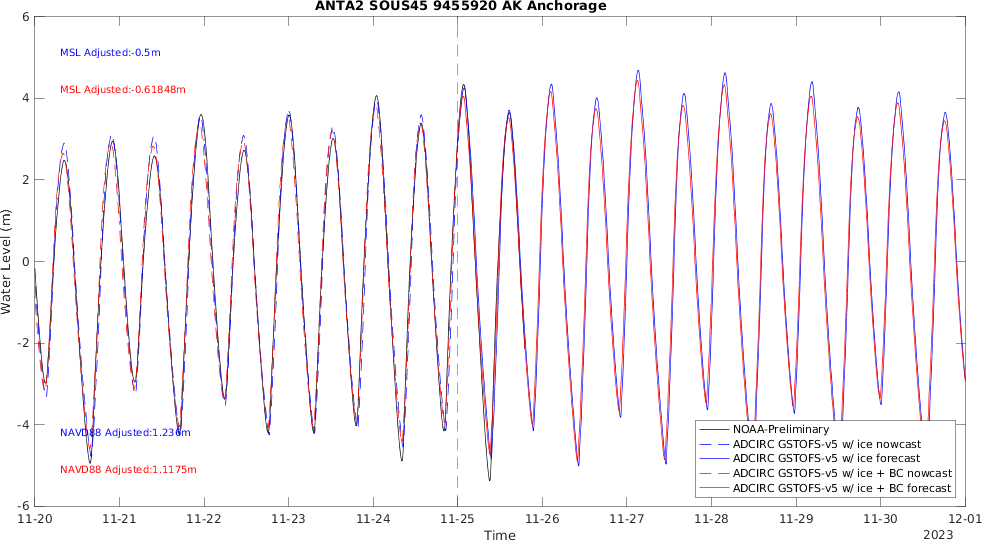 ANTA2 SOUS45 9455920 AK Anchorage
MSL Adjusted:-0.5m
MSL Adjusted:-0.61848m
NAVD88 Adjusted:1.236m
NAVD88 Adjusted:1.1175m
Water Level (m)
6
4
2
0
-2
-4
-6
NOAA-Preliminary
ADCIRC GSTOFS-v5 w/ ice nowcast
ADCIRC GSTOFS-v5 w/ ice forecast
ADCIRC GSTOFS-v5 w/ ice + BC nowcast
ADCIRC GSTOFS-v5 w/ ice + BC forecast
11-20 11-21 11-22 11-23 11-24 11-25 11-26 11-27 11-28 11-29 11-30 12-01
Time
2023